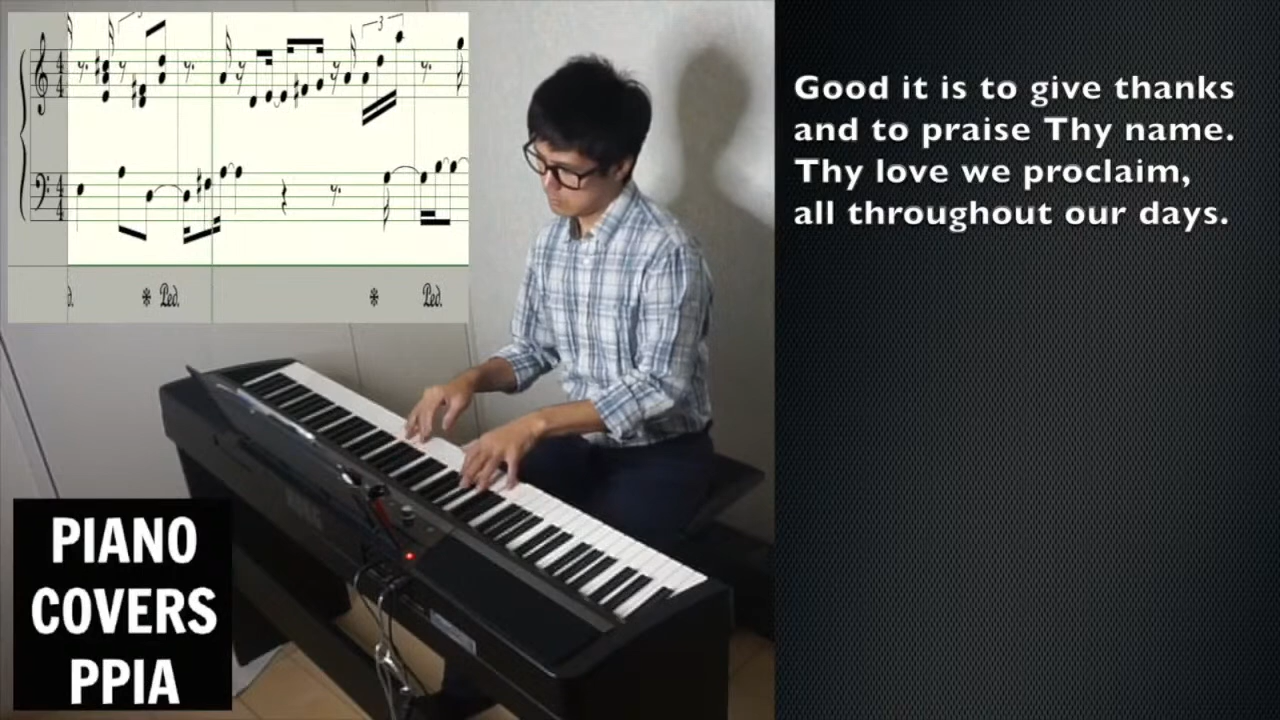 Good it is to give thanks
and to praise Thy name.
Thy love we proclaim,
all throughout our days.
PIANO
COVERS
PPIA